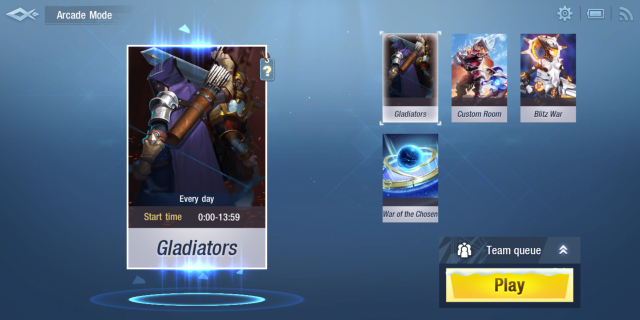 Arcade Mode
?
Every day
Start time 0:00-13:59
Gladiators
Gladiators
Custom Room
Blitz War
War of the Chosen
Team queue
Play